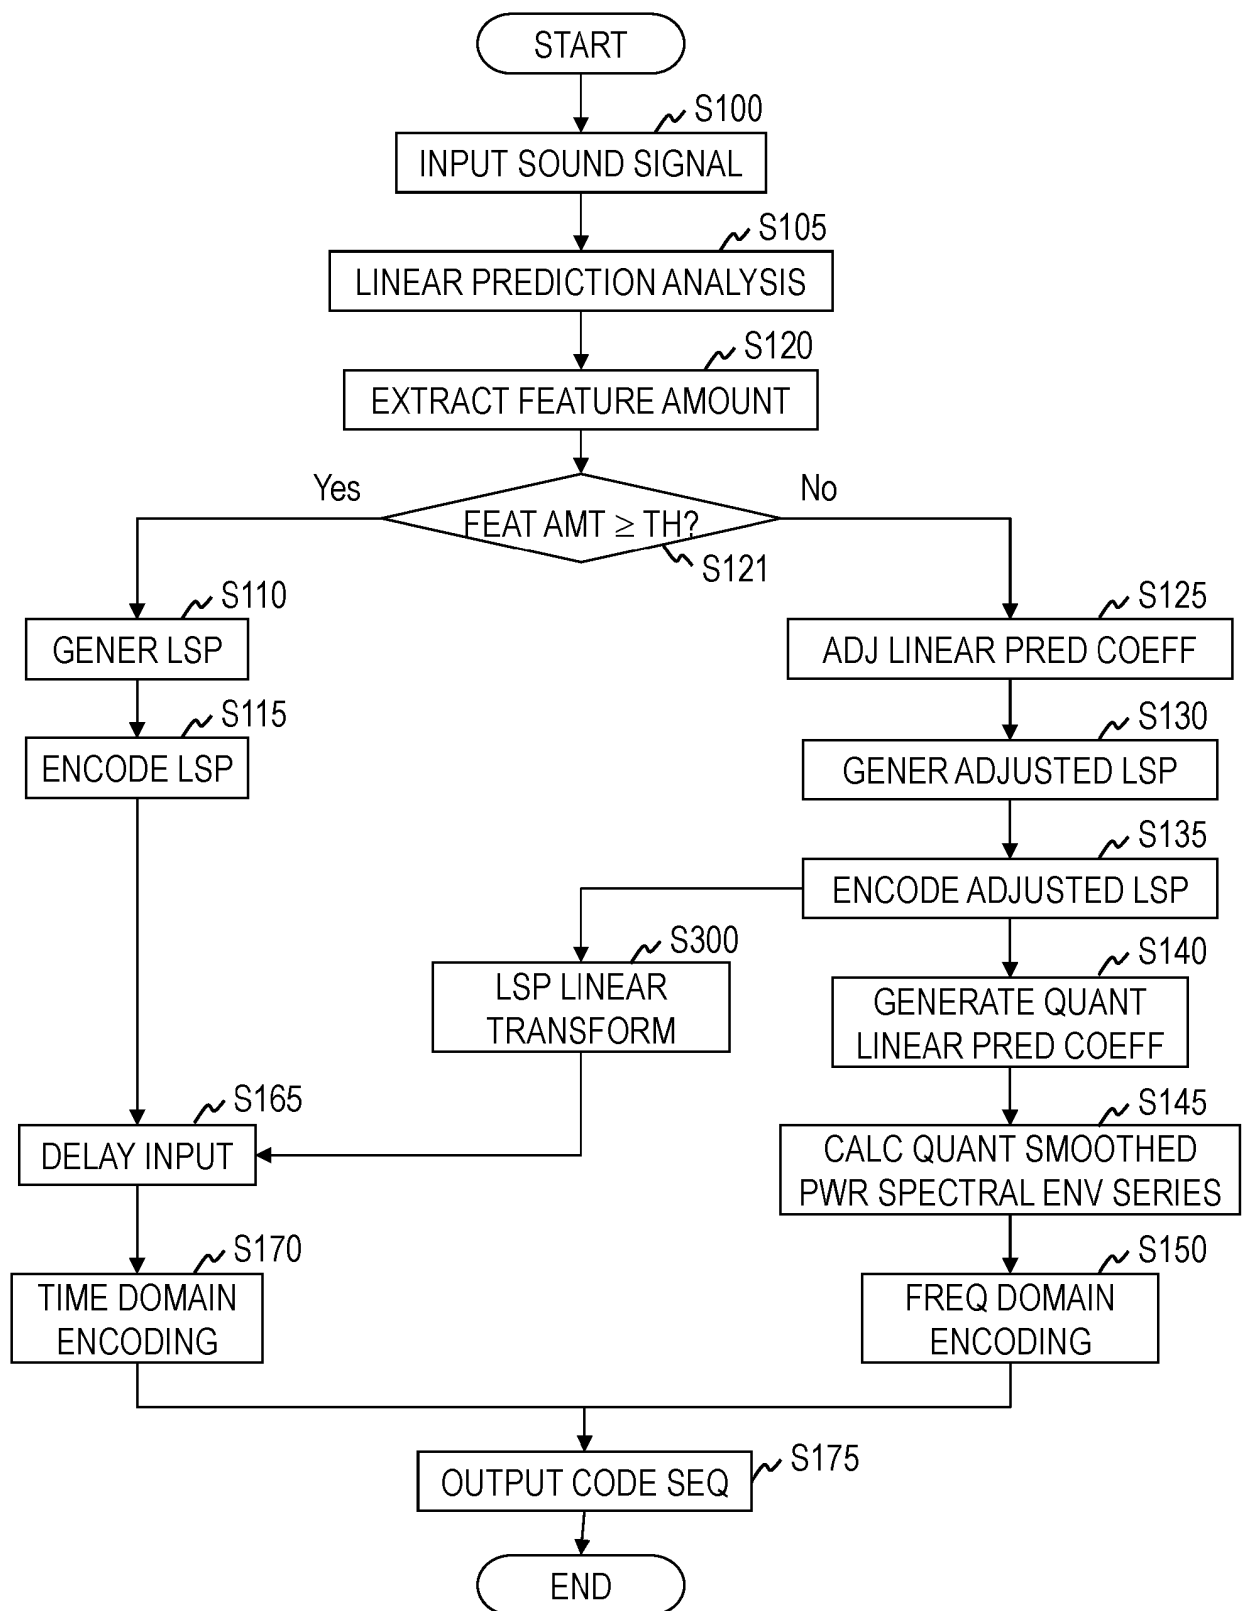 START
S100
INPUT SOUND SIGNAL
S105
LINEAR PREDICTION ANALYSIS
S120
EXTRACT FEATURE AMOUNT
Yes
No
FEAT AMT ≥ TH?
S121
S110
GENER LSP
S125
ADJ LINEAR PRED COEFF
S115
ENCODE LSP
S130
GENER ADJUSTED LSP
S135
ENCODE ADJUSTED LSP
S300
LSP LINEAR
TRANSFORM
S140
GENERATE QUANT
LINEAR PRED COEFF
S165
DELAY INPUT
S145
CALC QUANT SMOOTHED
PWR SPECTRAL ENV SERIES
S170
TIME DOMAIN
ENCODING
S150
FREQ DOMAIN
ENCODING
S175
OUTPUT CODE SEQ
END